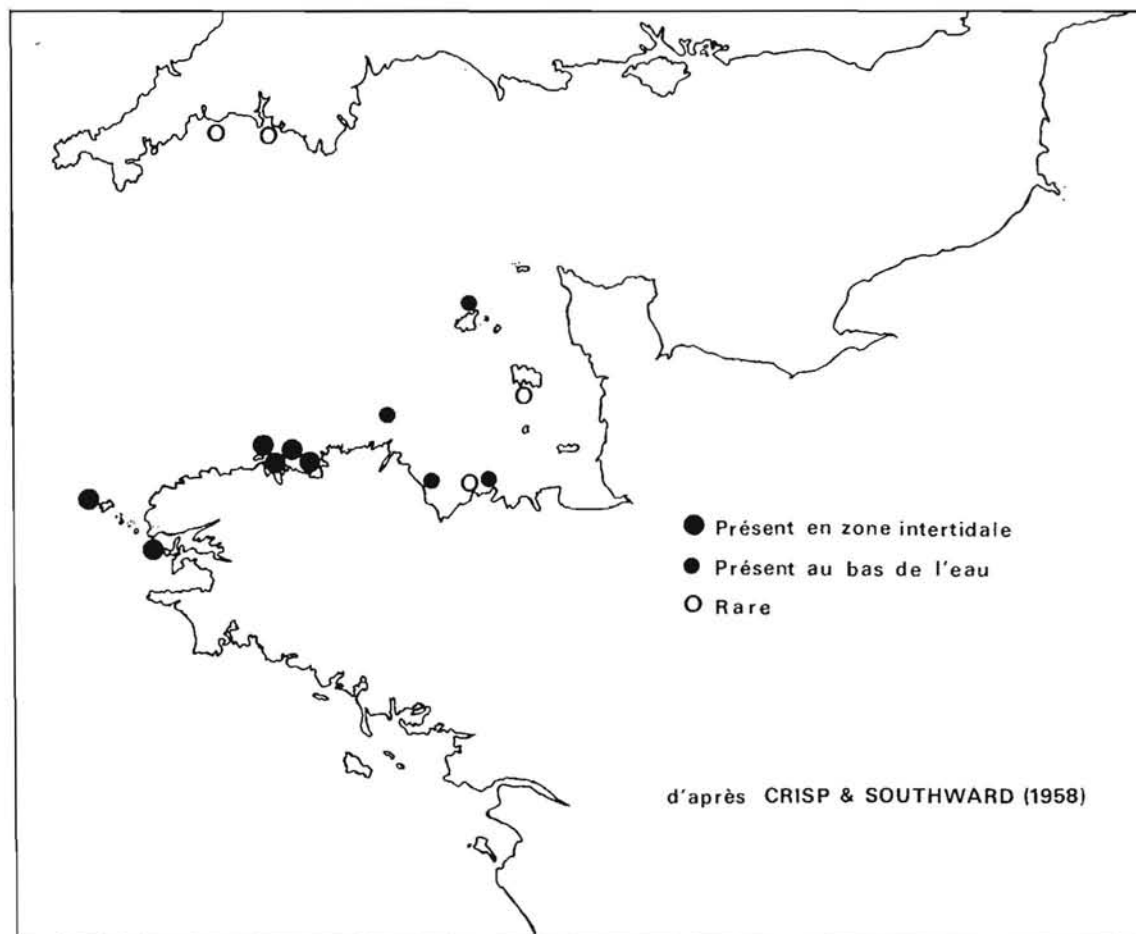 Présent en zone intertidale
Présent au bas de l'eau
Rare
d'après CRISP & SOUTHWARD (1958)